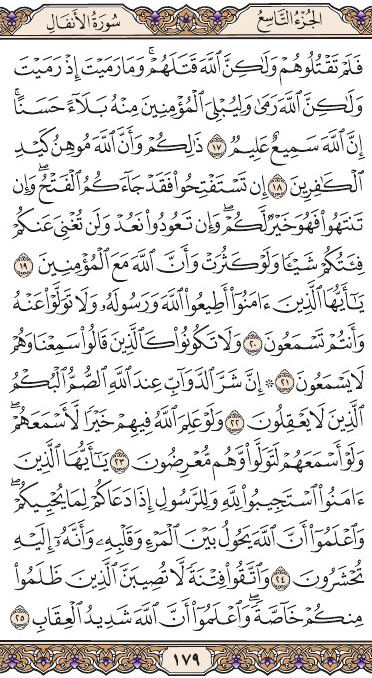 الجزء التاسع سورة الأنفال
فَلَمْ تَقْتُلُوهُمْ وَلَٰكِنَّ ٱللَّهَ قَتَلَهُمْ ۚ وَمَا رَمَيْتَ إِذْ رَمَيْتَ
وَلَٰكِنَّ ٱللَّهَ رَمَىٰ وَلِيُبْلِىَ ٱلْمُؤْمِنِينَ مِنْهُ بَلَآءً حَسَنًا ۚ
إِنَّ ٱللَّهَ سَمِيعٌ عَلِيمٌ ١٧ ذَٰلِكُمْ وَأَنَّ ٱللَّهَ مُوهِنُ كَيْدِ
ٱلْكَٰفِرِينَ ١٨ إِن تَسْتَفْتِحُوا۟ فَقَدْ جَآءَكُمُ ٱلْفَتْحُ ۖ وَإِن
تَنتَهُوا۟ فَهُوَ خَيْرٌ لَّكُمْ ۖ وَإِن تَعُودُوا۟ نَعُدْ وَلَن تُغْنِىَ عَنكُمْ
فِئَتُكُمْ شَيْـًٔا وَلَوْ كَثُرَتْ وَأَنَّ ٱللَّهَ مَعَ ٱلْمُؤْمِنِينَ ١٩
يَٰٓأَيُّهَا ٱلَّذِينَ ءَامَنُوٓا۟ أَطِيعُوا۟ ٱللَّهَ وَرَسُولَهُۥ وَلَا تَوَلَّوْا۟ عَنْهُ
وَأَنتُمْ تَسْمَعُونَ ٢٠ وَلَا تَكُونُوا۟ كَٱلَّذِينَ قَالُوا۟ سَمِعْنَا وَهُمْ
لَا يَسْمَعُونَ ٢١ ۞ إِنَّ شَرَّ ٱلدَّوَآبِّ عِندَ ٱللَّهِ ٱلصُّمُّ ٱلْبُكْمُ
ٱلَّذِينَ لَا يَعْقِلُونَ ٢٢ وَلَوْ عَلِمَ ٱللَّهُ فِيهِمْ خَيْرًا لَّأَسْمَعَهُمْ ۖ
وَلَوْ أَسْمَعَهُمْ لَتَوَلَّوا۟ وَّهُم مُّعْرِضُونَ ٢٣ يَٰٓأَيُّهَا ٱلَّذِينَ
ءَامَنُوا۟ ٱسْتَجِيبُوا۟ لِلَّهِ وَلِلرَّسُولِ إِذَا دَعَاكُمْ لِمَا يُحْيِيكُمْ ۖ
وَٱعْلَمُوٓا۟ أَنَّ ٱللَّهَ يَحُولُ بَيْنَ ٱلْمَرْءِ وَقَلْبِهِۦ وَأَنَّهُۥٓ إِلَيْهِ
تُحْشَرُونَ ٢٤ وَٱتَّقُوا۟ فِتْنَةً لَّا تُصِيبَنَّ ٱلَّذِينَ ظَلَمُوا۟
مِنكُمْ خَآصَّةً ۖ وَٱعْلَمُوٓا۟ أَنَّ ٱللَّهَ شَدِيدُ ٱلْعِقَابِ ٢٥
١٧٩